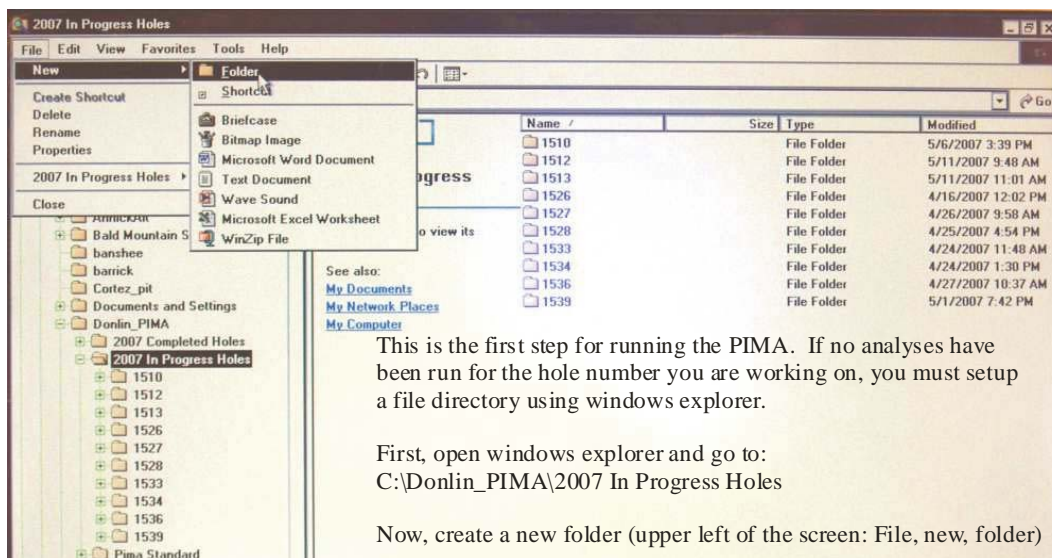 2007 In Progress Holes
File Edit View Favorites Tools Help
New
Folder
Shortcut
Create Shortcut
Delete
Rename
Properties
2007 In Progress Holes
Close
Briefcase
Bitmap Image
Microsoft Word Document
Text Document
Wave Sound
Microsoft Excel Worksheet
WinZip File
Go
Name / Size Type Modified
1510 File Folder 5/6/2007 3:39 PM
1512 File Folder 5/11/2007 9:48 AM
1513 File Folder 5/11/2007 11:01 AM
1526 File Folder 4/16/2007 12:02 PM
1527 File Folder 4/26/2007 9:58 AM
1528 File Folder 4/25/2007 4:54 PM
1533 File Folder 4/24/2007 11:48 AM
1534 File Folder 4/24/2007 1:30 PM
1536 File Folder 4/27/2007 10:37 AM
1539 File Folder 5/1/2007 7:42 PM
ogress
o view its
See also:
My Documents
My Network Places
My Computer
Bald Mountain S
banshee
barrick
Cortez_pit
Documents and Settings
Donlin_PIMA
2007 Completed Holes
2007 In Progress Holes
1510
1512
1513
1526
1527
1528
1533
1534
1536
1539
Pima Standard
This is the first step for running the PIMA. If no analyses have
been run for the hole number you are working on, you must setup
a file directory using windows explorer.
First, open windows explorer and go to:
C:\Donlin_PIMA\2007 In Progress Holes
Now, create a new folder (upper left of the screen: File, new, folder)